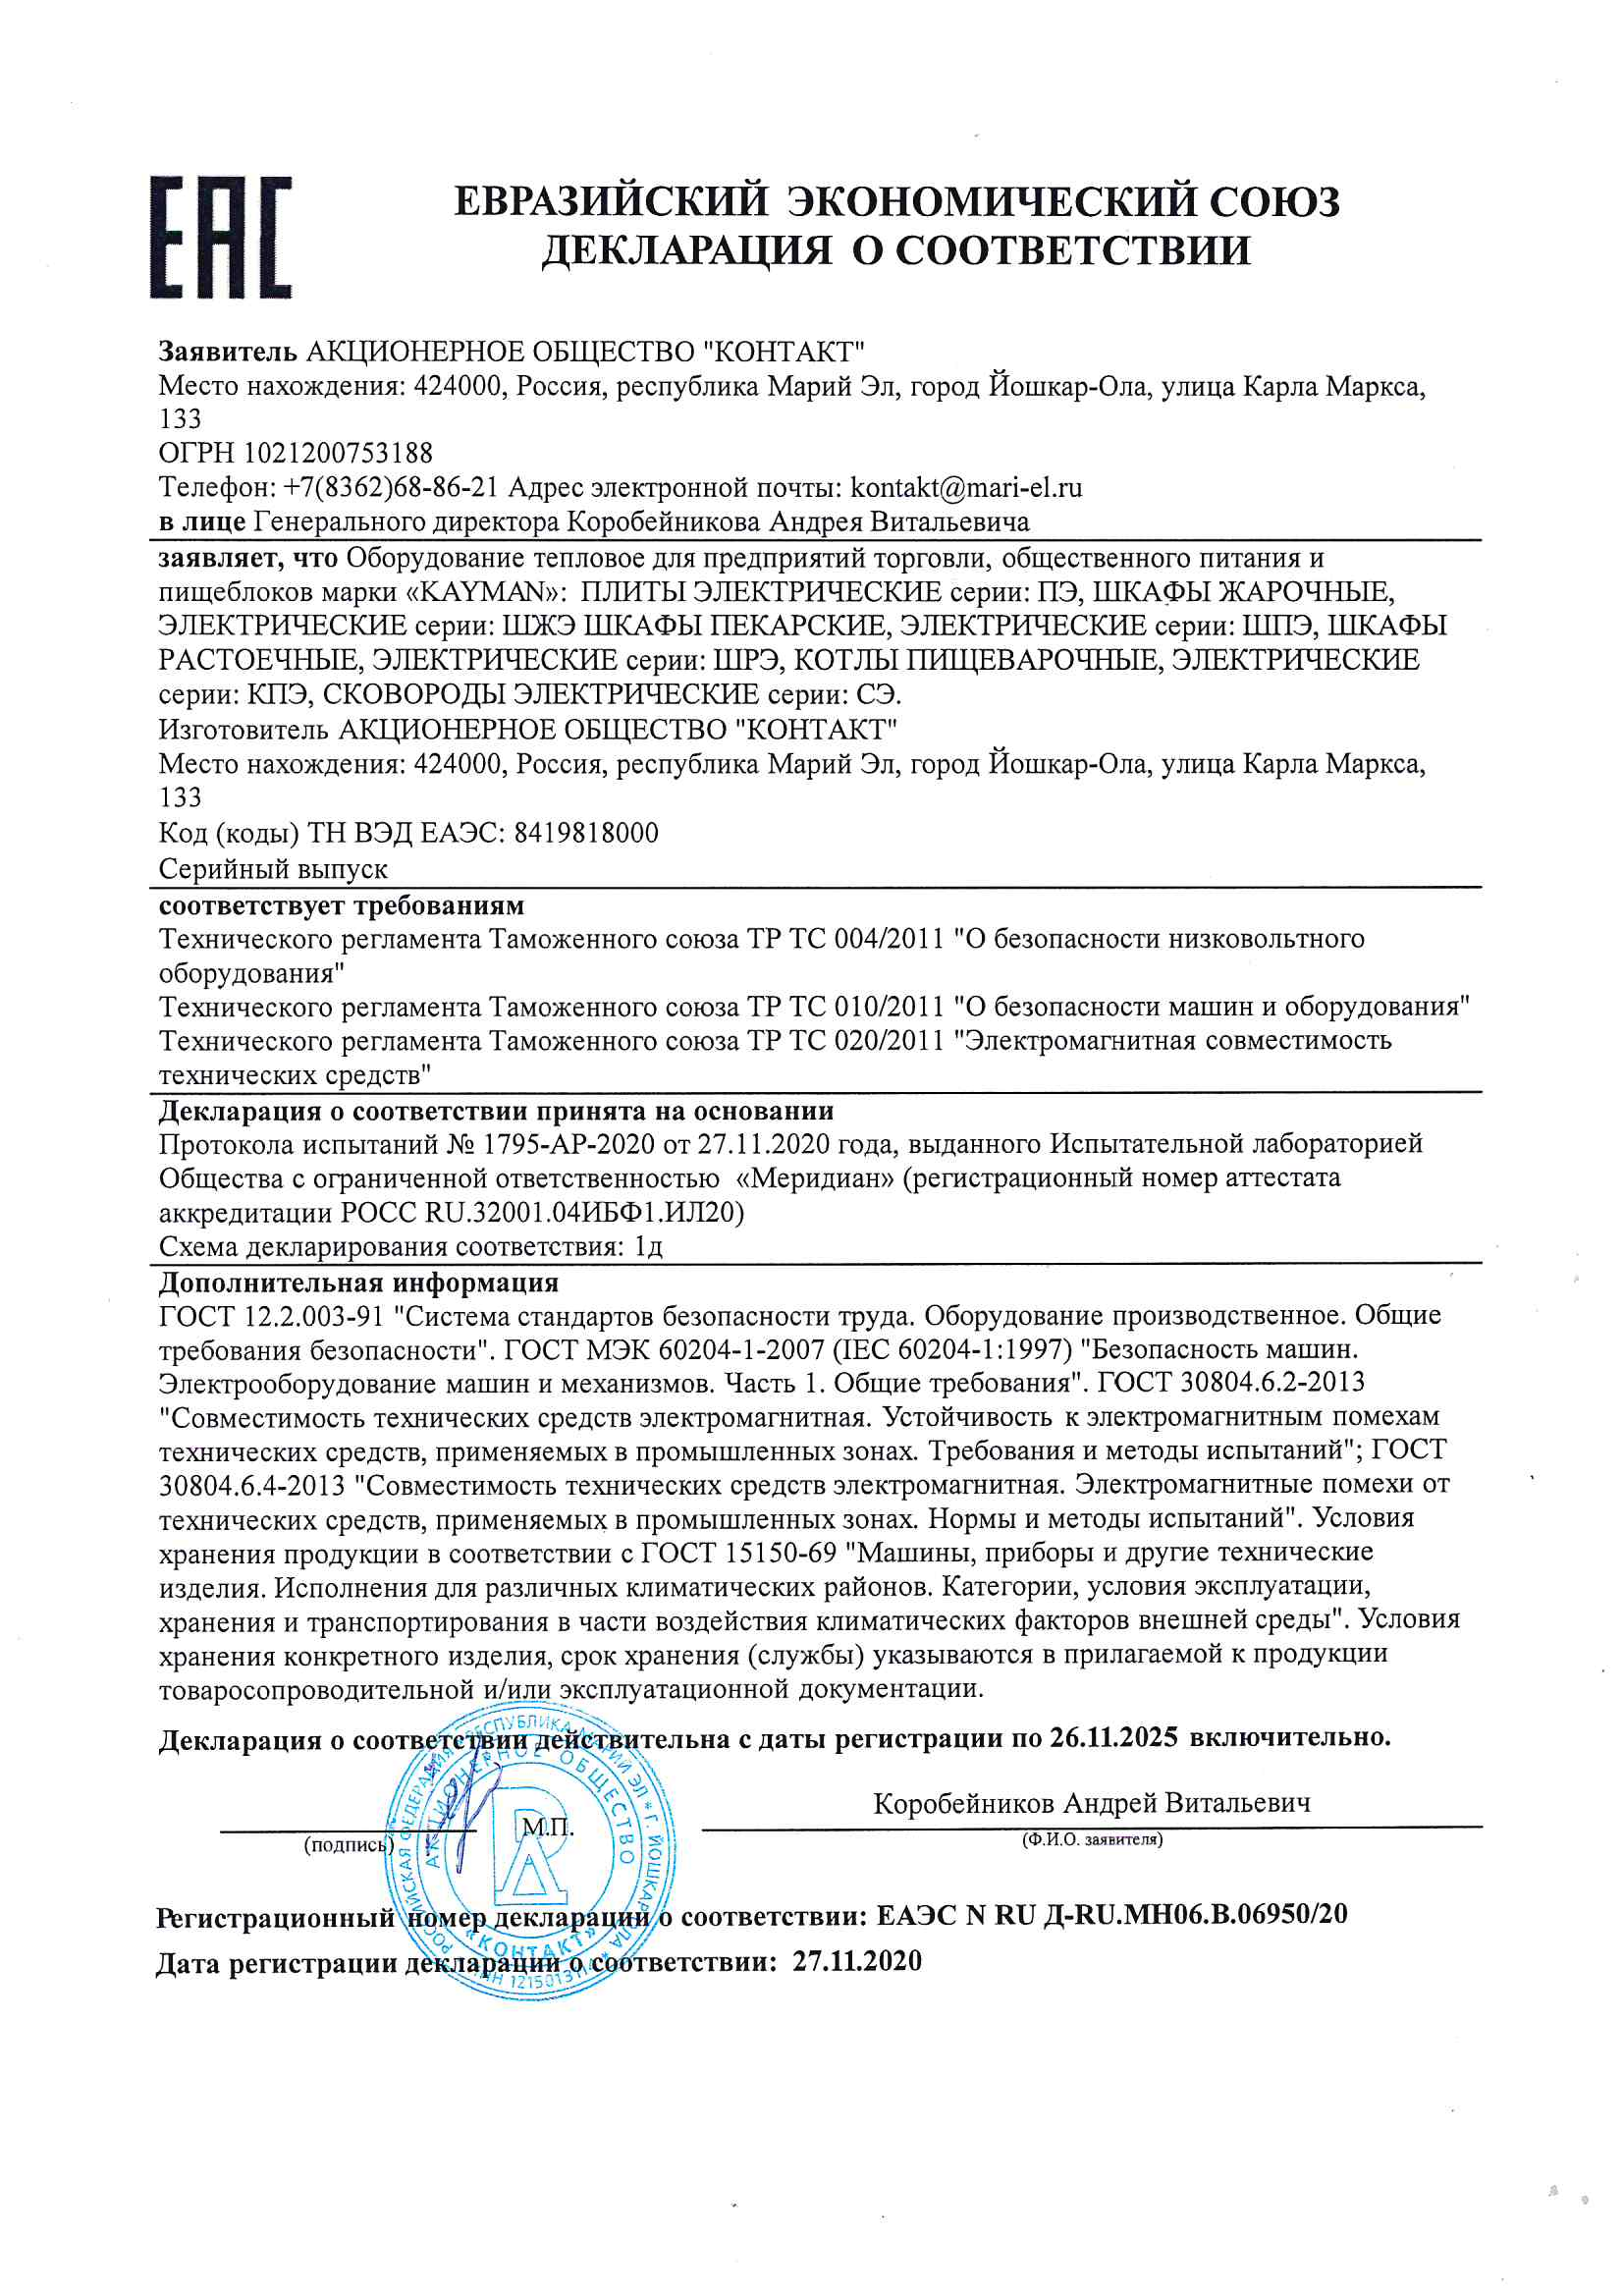 ЕАС
ЕВРАЗИЙСКИЙ ЭКОНОМИЧЕСКИЙ СОЮЗ
ДЕКЛАРАЦИЯ О СООТВЕТСТВИИ
Заявитель АКЦИОНЕРНОЕ ОБЩЕСТВО "КОНТАКТ"
Место нахождения: 424000, Россия, республика Марий Эл, город Йошкар-Ола, улица Карла Маркса,
133
ОГРН 1021200753188
Телефон: +7(8362)68-86-21 Адрес электронной почты: kontakt@mari-el.ru
в лице Генерального директора Коробейникова Андрея Витальевича
заявляет, что Оборудование тепловое для предприятий торговли, общественного питания и
пищеблоков марки «KAYMAN»: ПЛИТЫ ЭЛЕКТРИЧЕСКИЕ серии: ПЭ, ШКАФЫ ЖАРОЧНЫЕ,
ЭЛЕКТРИЧЕСКИЕ серии: ШЖЭ ШКАФЫ ПЕКАРСКИЕ, ЭЛЕКТРИЧЕСКИЕ серии: ШПЭ, ШКАФЫ
РАСТОЕЧНЫЕ, ЭЛЕКТРИЧЕСКИЕ серии: ШРЭ, КОТЛЫ ПИЩЕВАРОЧНЫЕ, ЭЛЕКТРИЧЕСКИЕ
серии: КПЭ, СКОВОРОДЫ ЭЛЕКТРИЧЕСКИЕ серии: СЭ.
Изготовитель АКЦИОНЕРНОЕ ОБЩЕСТВО "КОНТАКТ"
Место нахождения: 424000, Россия, республика Марий Эл, город Йошкар-Ола, улица Карла Маркса,
133
Код (коды) ТН ВЭД ЕАЭС: 8419818000
Серийный выпуск
соответствует требованиям
Технического регламента Таможенного союза ТР ТС 004/2011 "О безопасности низковольтного
оборудования"
Технического регламента Таможенного союза ТР ТС 010/2011 "О безопасности машин и оборудования"
Технического регламента Таможенного союза ТР ТС 020/2011 "Электромагнитная совместимость
технических средств"
Декларация о соответствии принята на основании
Протокола испытаний № 1795-АР-2020 от 27.11.2020 года, выданного Испытательной лабораторией
Общества с ограниченной ответственностью «Меридиан» (регистрационный номер аттестата
аккредитации РОСС RU.32001.04ИБФ1.ИЛ20)
Схема декларирования соответствия: 1д
Дополнительная информация
ГОСТ 12.2.003-91 "Система стандартов безопасности труда. Оборудование производственное. Общие
требования безопасности". ГОСТ МЭК 60204-1-2007 (IEC 60204-1:1997) "Безопасность машин.
Электрооборудование машин и механизмов. Часть 1. Общие требования". ГОСТ 30804.6.2-2013
"Совместимость технических средств электромагнитная. Устойчивость к электромагнитным помехам
технических средств, применяемых в промышленных зонах. Требования и методы испытаний"; ГОСТ
30804.6.4-2013 "Совместимость технических средств электромагнитная. Электромагнитные помехи от
технических средств, применяемых в промышленных зонах. Нормы и методы испытаний". Условия
хранения продукции в соответствии с ГОСТ 15150-69 "Машины, приборы и другие технические
изделия. Исполнения для различных климатических районов. Категории, условия эксплуатации,
хранения и транспортирования в части воздействия климатических факторов внешней среды". Условия
хранения конкретного изделия, срок хранения (службы) указываются в прилагаемой к продукции
товаросопроводительной и/или эксплуатационной документации.
Декларация о соответствии действительна с даты регистрации по 26.11.2025 включительно.
РОССИЙСКАЯ ФЕДЕРАЦИЯ * РЕСПУБЛИКА МАРИЙ ЭЛ * Г. ЙОШКАР-ОЛА *
АКЦИОНЕРНОЕ ОБЩЕСТВО
«КОНТАКТ»
Коробейников Андрей Витальевич
(подпись)
М.П.
(Ф.И.О. заявителя)
Регистрационный номер декларации о соответствии: ЕАЭС N RU Д-RU.МН06.В.06950/20
Дата регистрации декларации о соответствии: 27.11.2020